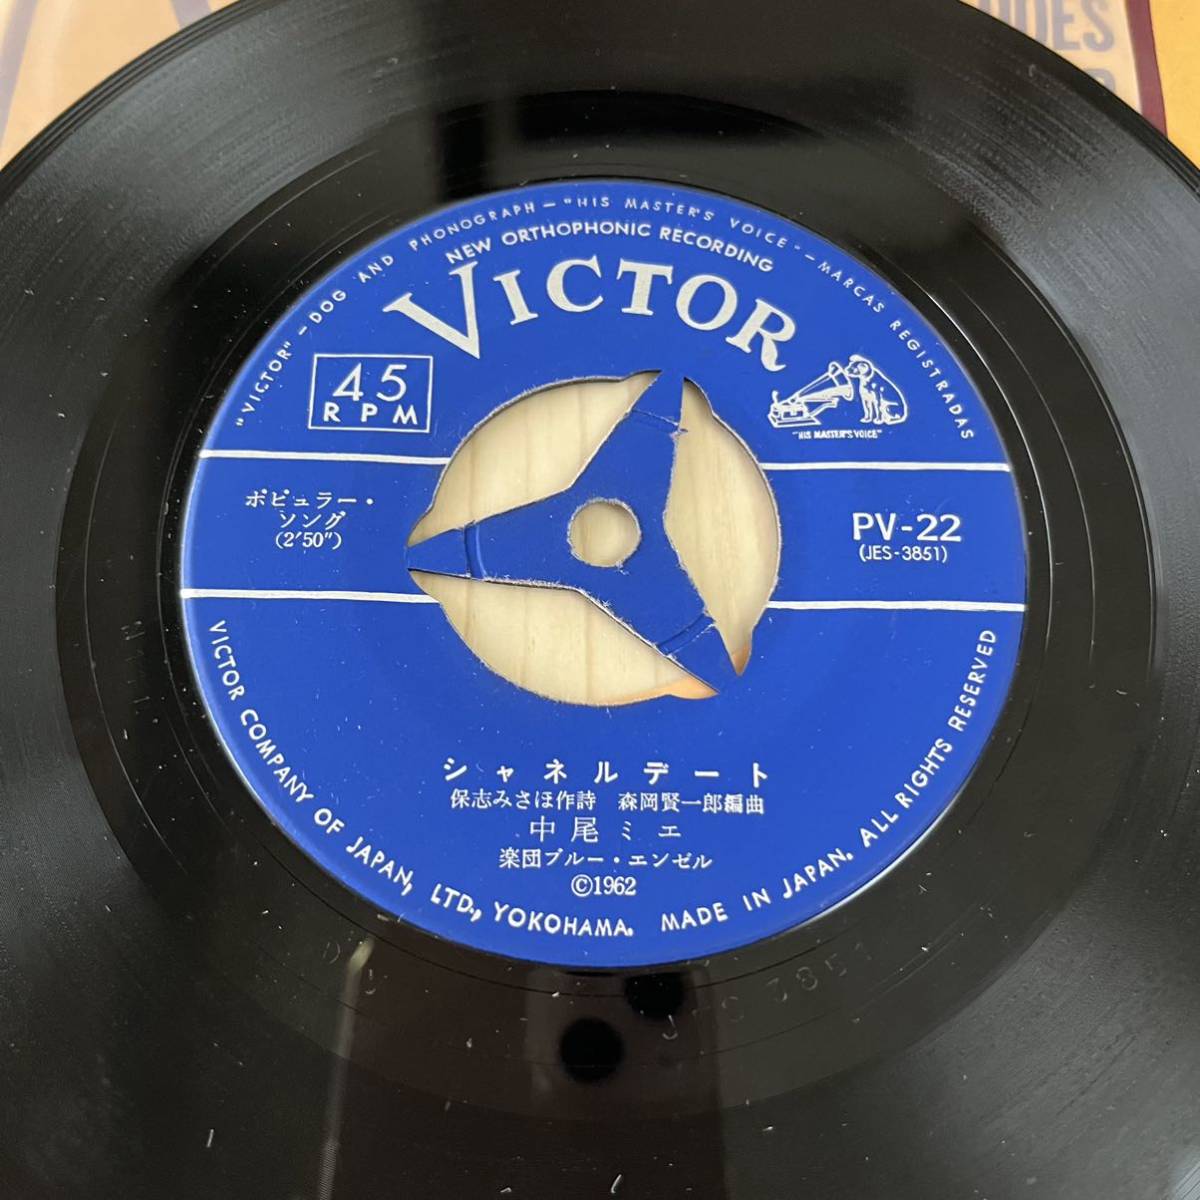 "VICTOR" – DOG AND PHONOGRAPH – "HIS MASTER'S VOICE" – MARCAS REGISTRADAS
NEW ORTHOPHONIC RECORDING
VICTOR
45
RPM
"HIS MASTER'S VOICE"
ポピュラー・
ソング
(2′50″)
PV-22
(JES-3851)
シャネルデート
保志みさほ作詩 森岡賢一郎編曲
中尾ミエ
楽団ブルー・エンゼル
©1962
VICTOR COMPANY OF JAPAN, LTD., YOKOHAMA. MADE IN JAPAN. ALL RIGHTS RESERVED